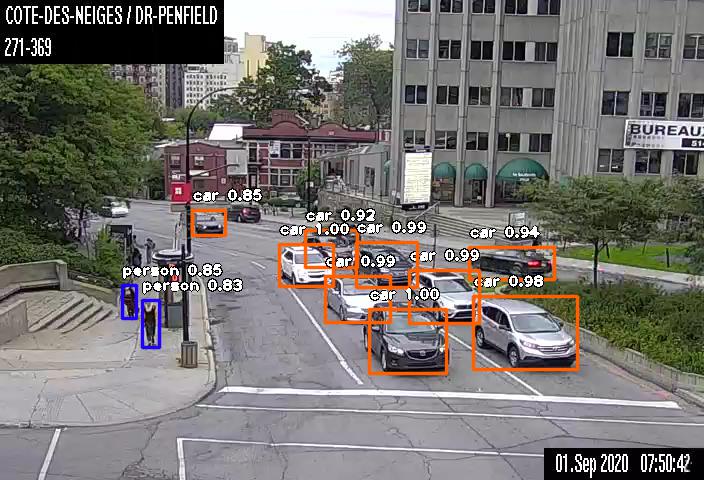 COTE-DES-NEIGES / DR-PENFIELD
271-369
BUREAUX
514
car 0.85
car 0.92
car 1.00
car 0.99
car 0.94
car 0.99
car 0.99
person 0.85
car 0.98
person 0.83
car 1.00
01.Sep 2020 07:50:42